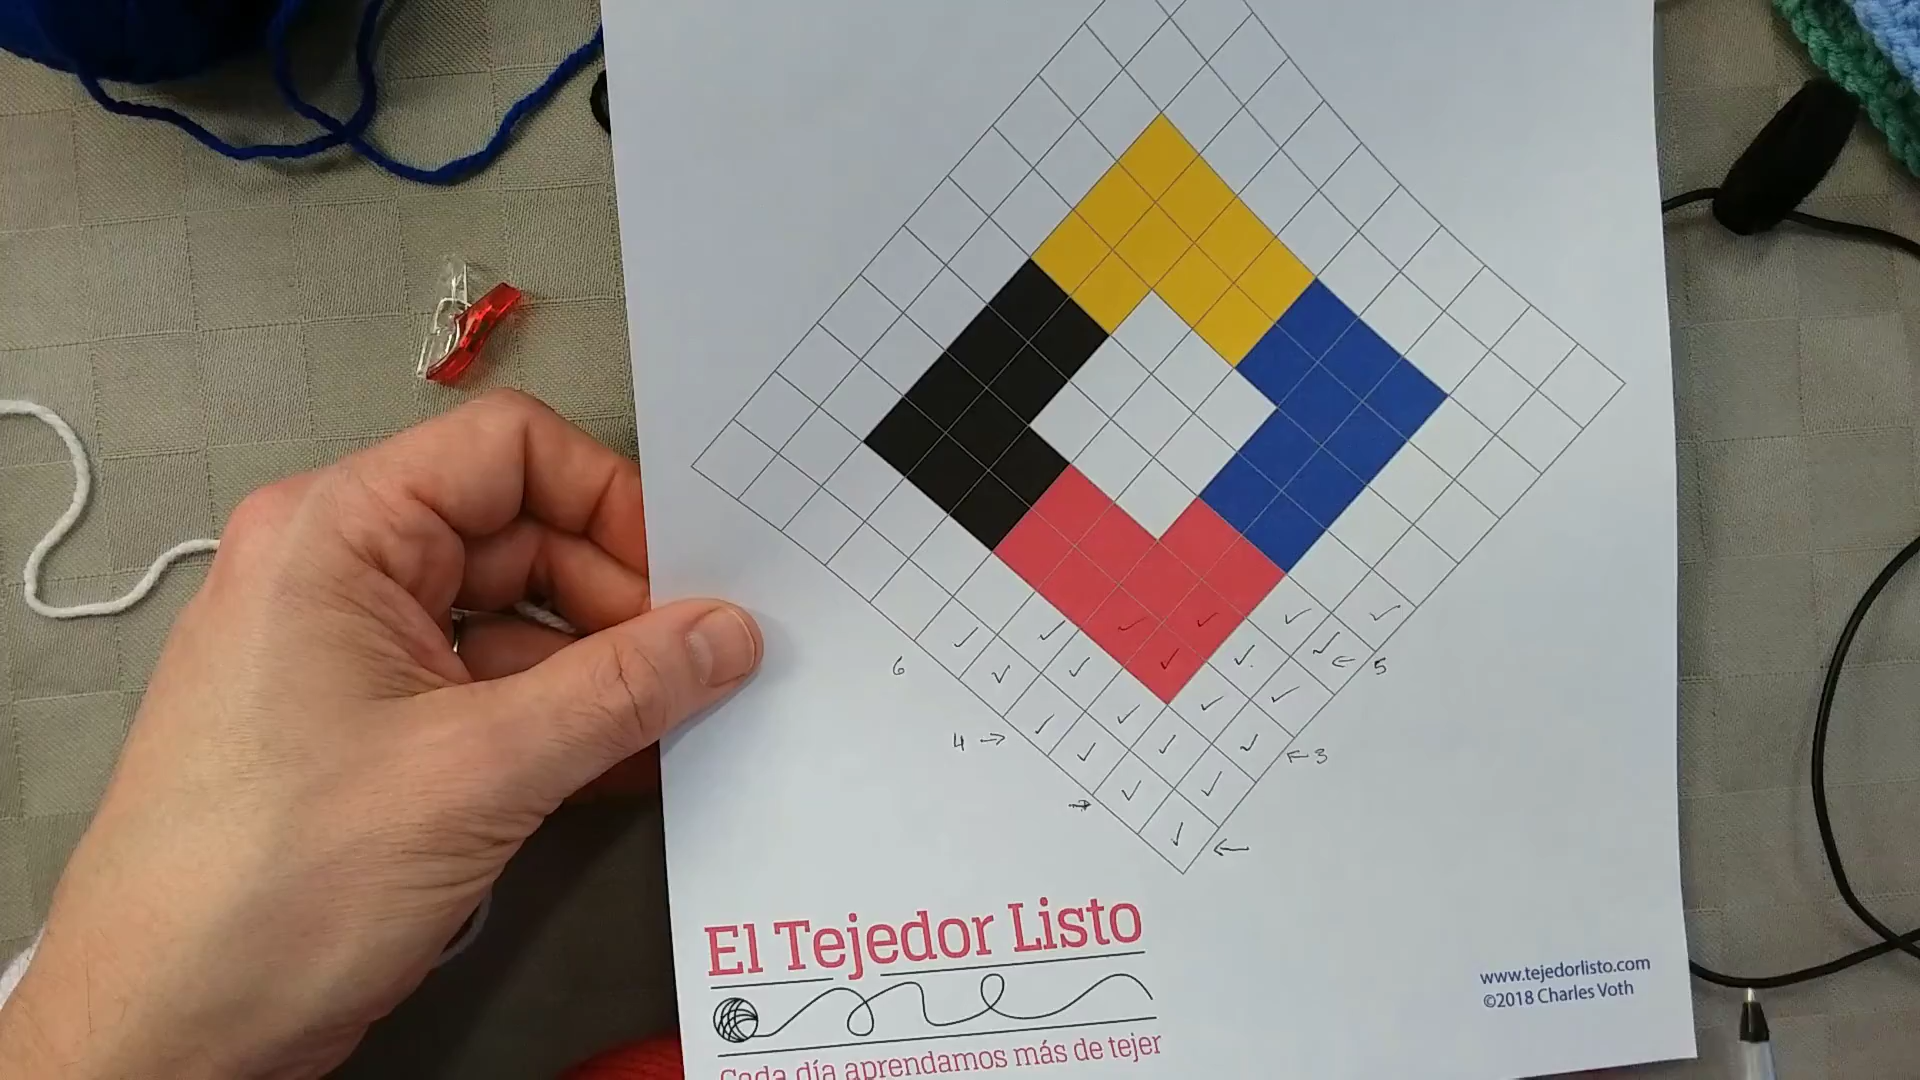 6
5
4 →
← 3
→
←
El Tejedor Listo
Cada día aprendamos más de tejer
www.tejedorlisto.com
©2018 Charles Voth